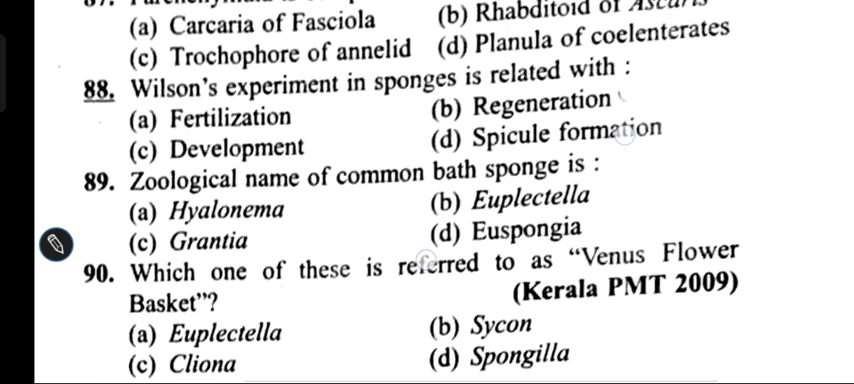 (a) Carcaria of Fasciola (b) Rhabditoid of Ascaris
(c) Trochophore of annelid (d) Planula of coelenterates
88. Wilson's experiment in sponges is related with :
(a) Fertilization (b) Regeneration
(c) Development (d) Spicule formation
89. Zoological name of common bath sponge is :
(a) Hyalonema (b) Euplectella
(c) Grantia (d) Euspongia
90. Which one of these is referred to as “Venus Flower
Basket”? (Kerala PMT 2009)
(a) Euplectella (b) Sycon
(c) Cliona (d) Spongilla